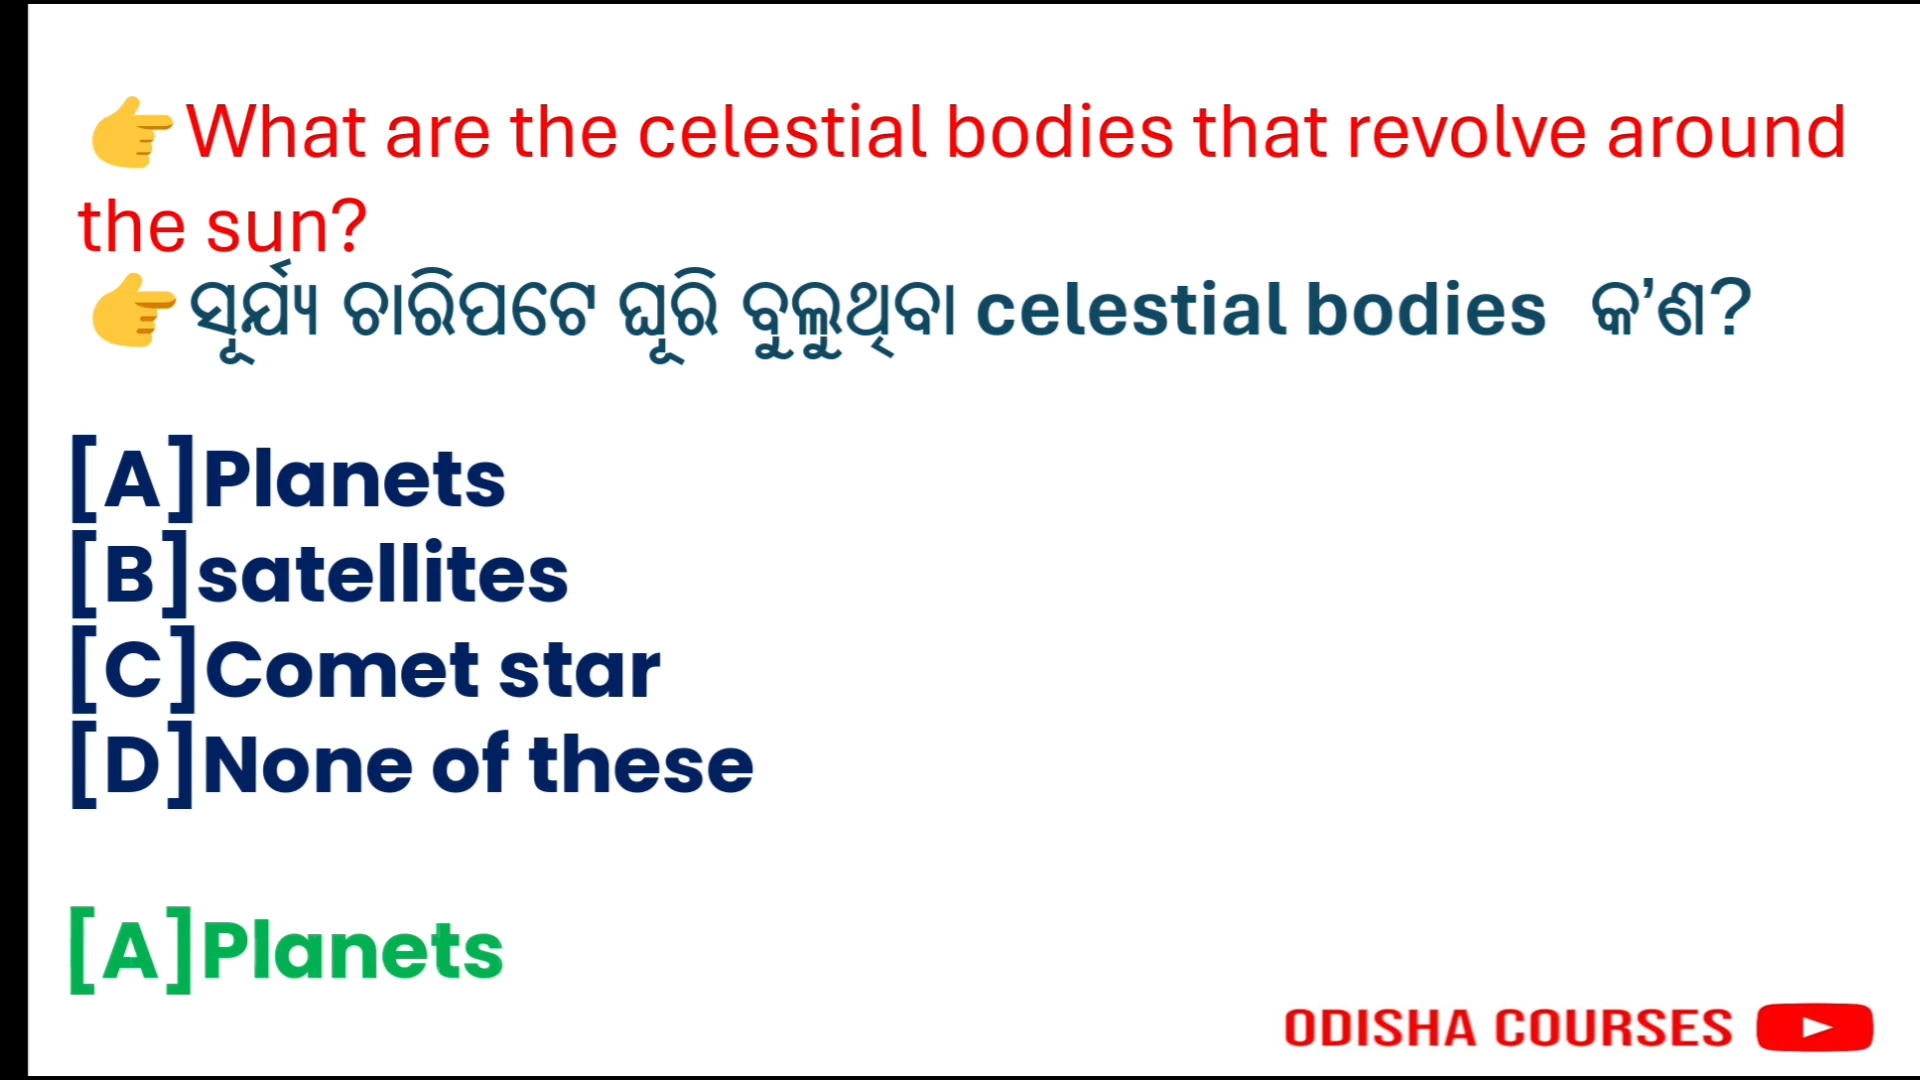 👉What are the celestial bodies that revolve around
the sun?
👉ସୂର୍ଯ୍ୟ ଚାରିପଟେ ଘୂରି ବୁଲୁଥିବା celestial bodies କ’ଣ?
[A]Planets
[B]satellites
[C]Comet star
[D]None of these
[A]Planets
ODISHA COURSES